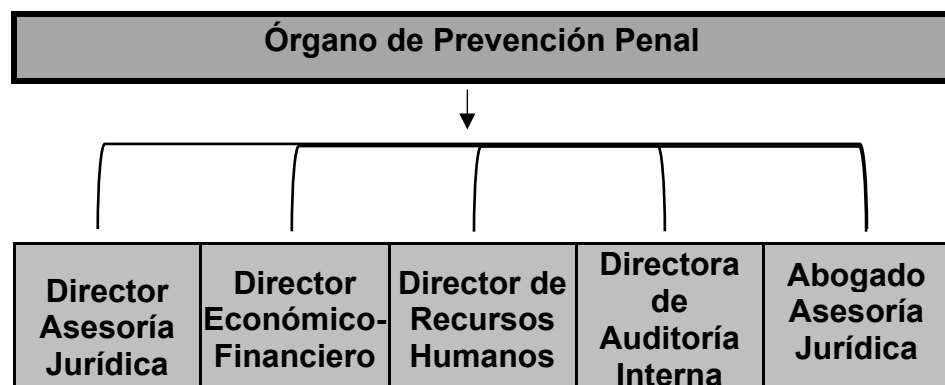 Órgano de Prevención Penal
Director
Asesoría
Jurídica
Director
Económico-
Financiero
Director de
Recursos
Humanos
Directora
de
Auditoría
Interna
Abogado
Asesoría
Jurídica